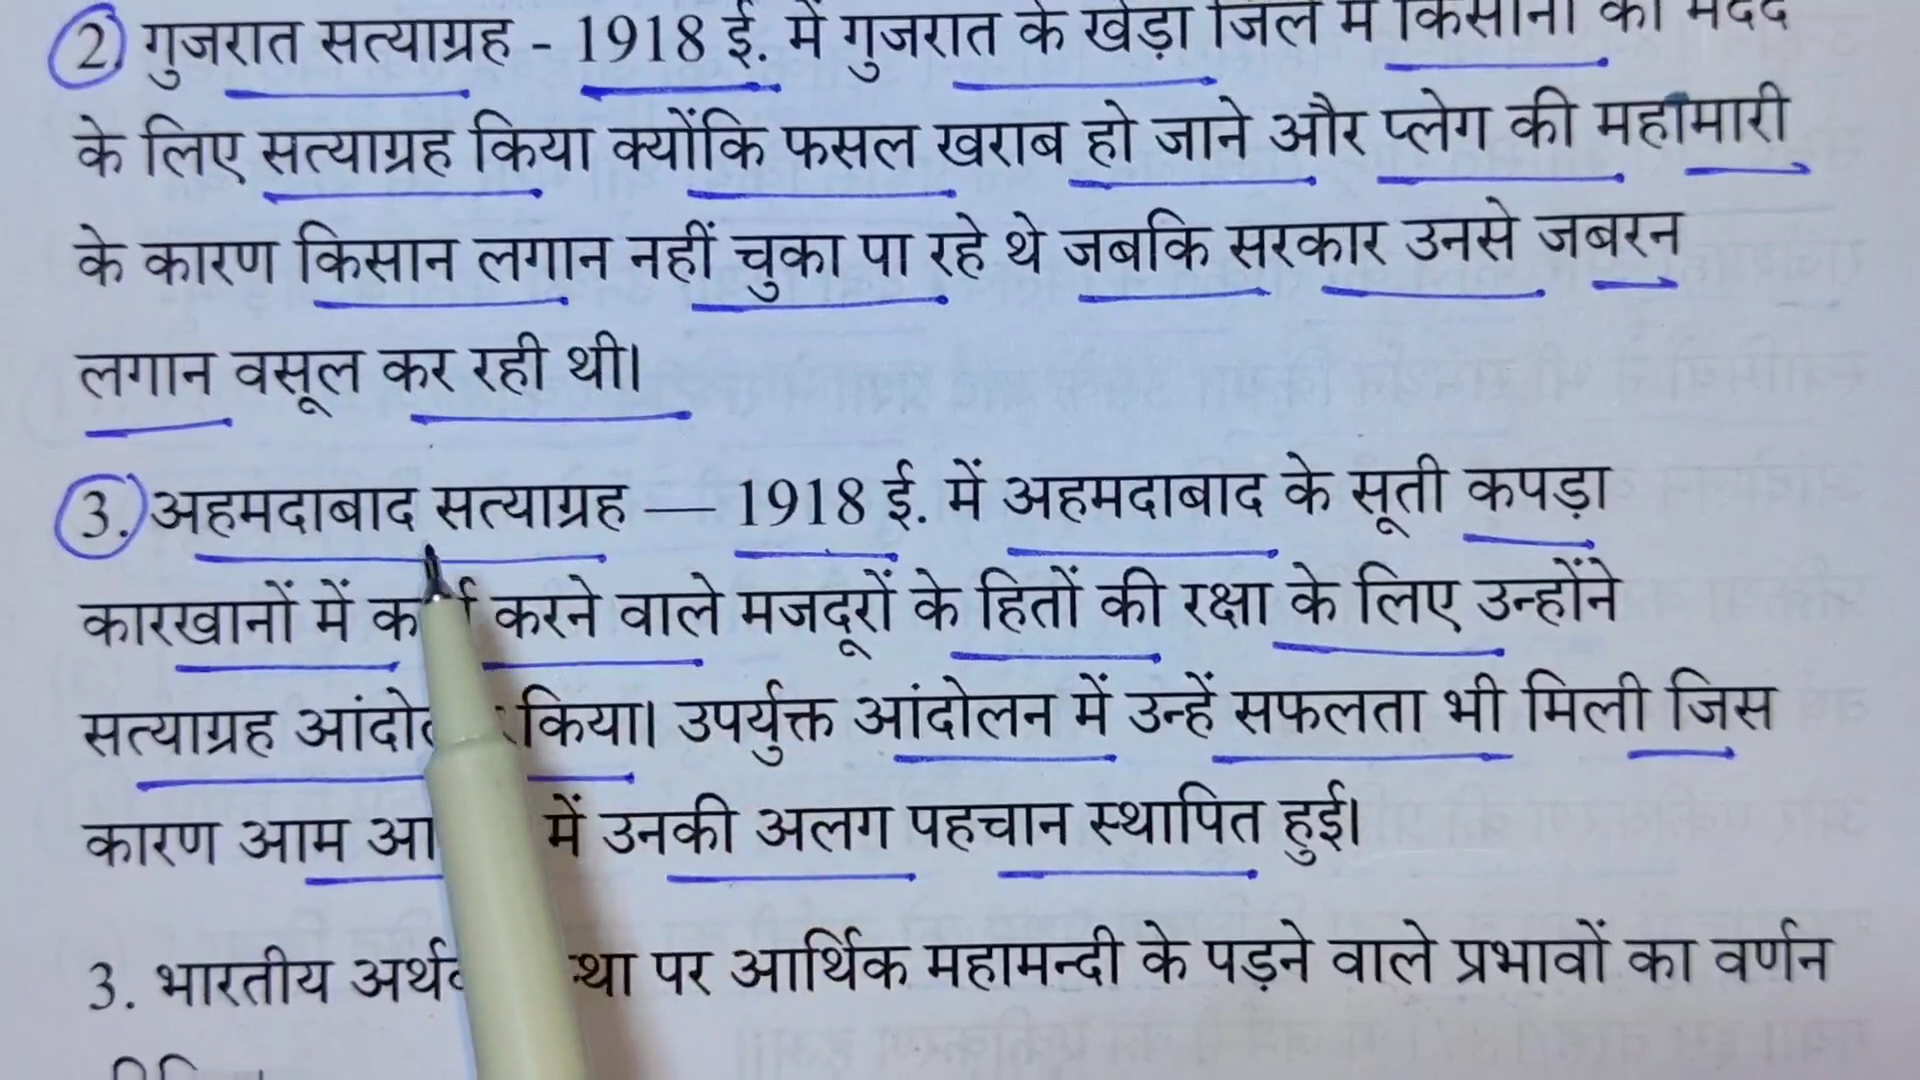 2. गुजरात सत्याग्रह - 1918 ई. में गुजरात के खेड़ा जिले में किसानों की मदद
के लिए सत्याग्रह किया क्योंकि फसल खराब हो जाने और प्लेग की महामारी
के कारण किसान लगान नहीं चुका पा रहे थे जबकि सरकार उनसे जबरन
लगान वसूल कर रही थी।
3. अहमदाबाद सत्याग्रह — 1918 ई. में अहमदाबाद के सूती कपड़ा
कारखानों में करने वाले मजदूरों के हितों की रक्षा के लिए उन्होंने
सत्याग्रह किया। उपर्युक्त आंदोलन में उन्हें सफलता भी मिली जिस
कारण आम में उनकी अलग पहचान स्थापित हुई।
3. भारतीय पर आर्थिक महामन्दी के पड़ने वाले प्रभावों का वर्णन